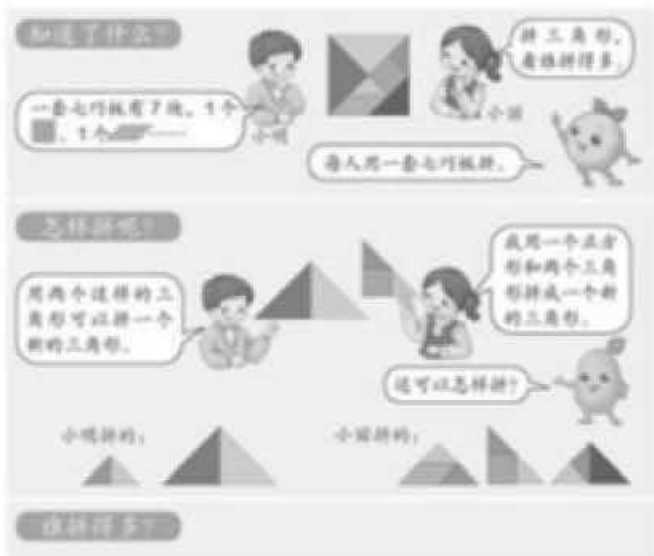 知道了什么？
拼三角形，
看谁拼得多。
一套七巧板有7块，1个
、1个……
小明
小丽
每人用一套七巧板拼。
怎样拼呢？
我用一个正方
形和两个三角
形拼成一个新
的三角形。
用两个这样的三
角形可以拼一个
新的三角形。
还可以怎样拼？
小明拼的：
小丽拼的：
谁拼得多？